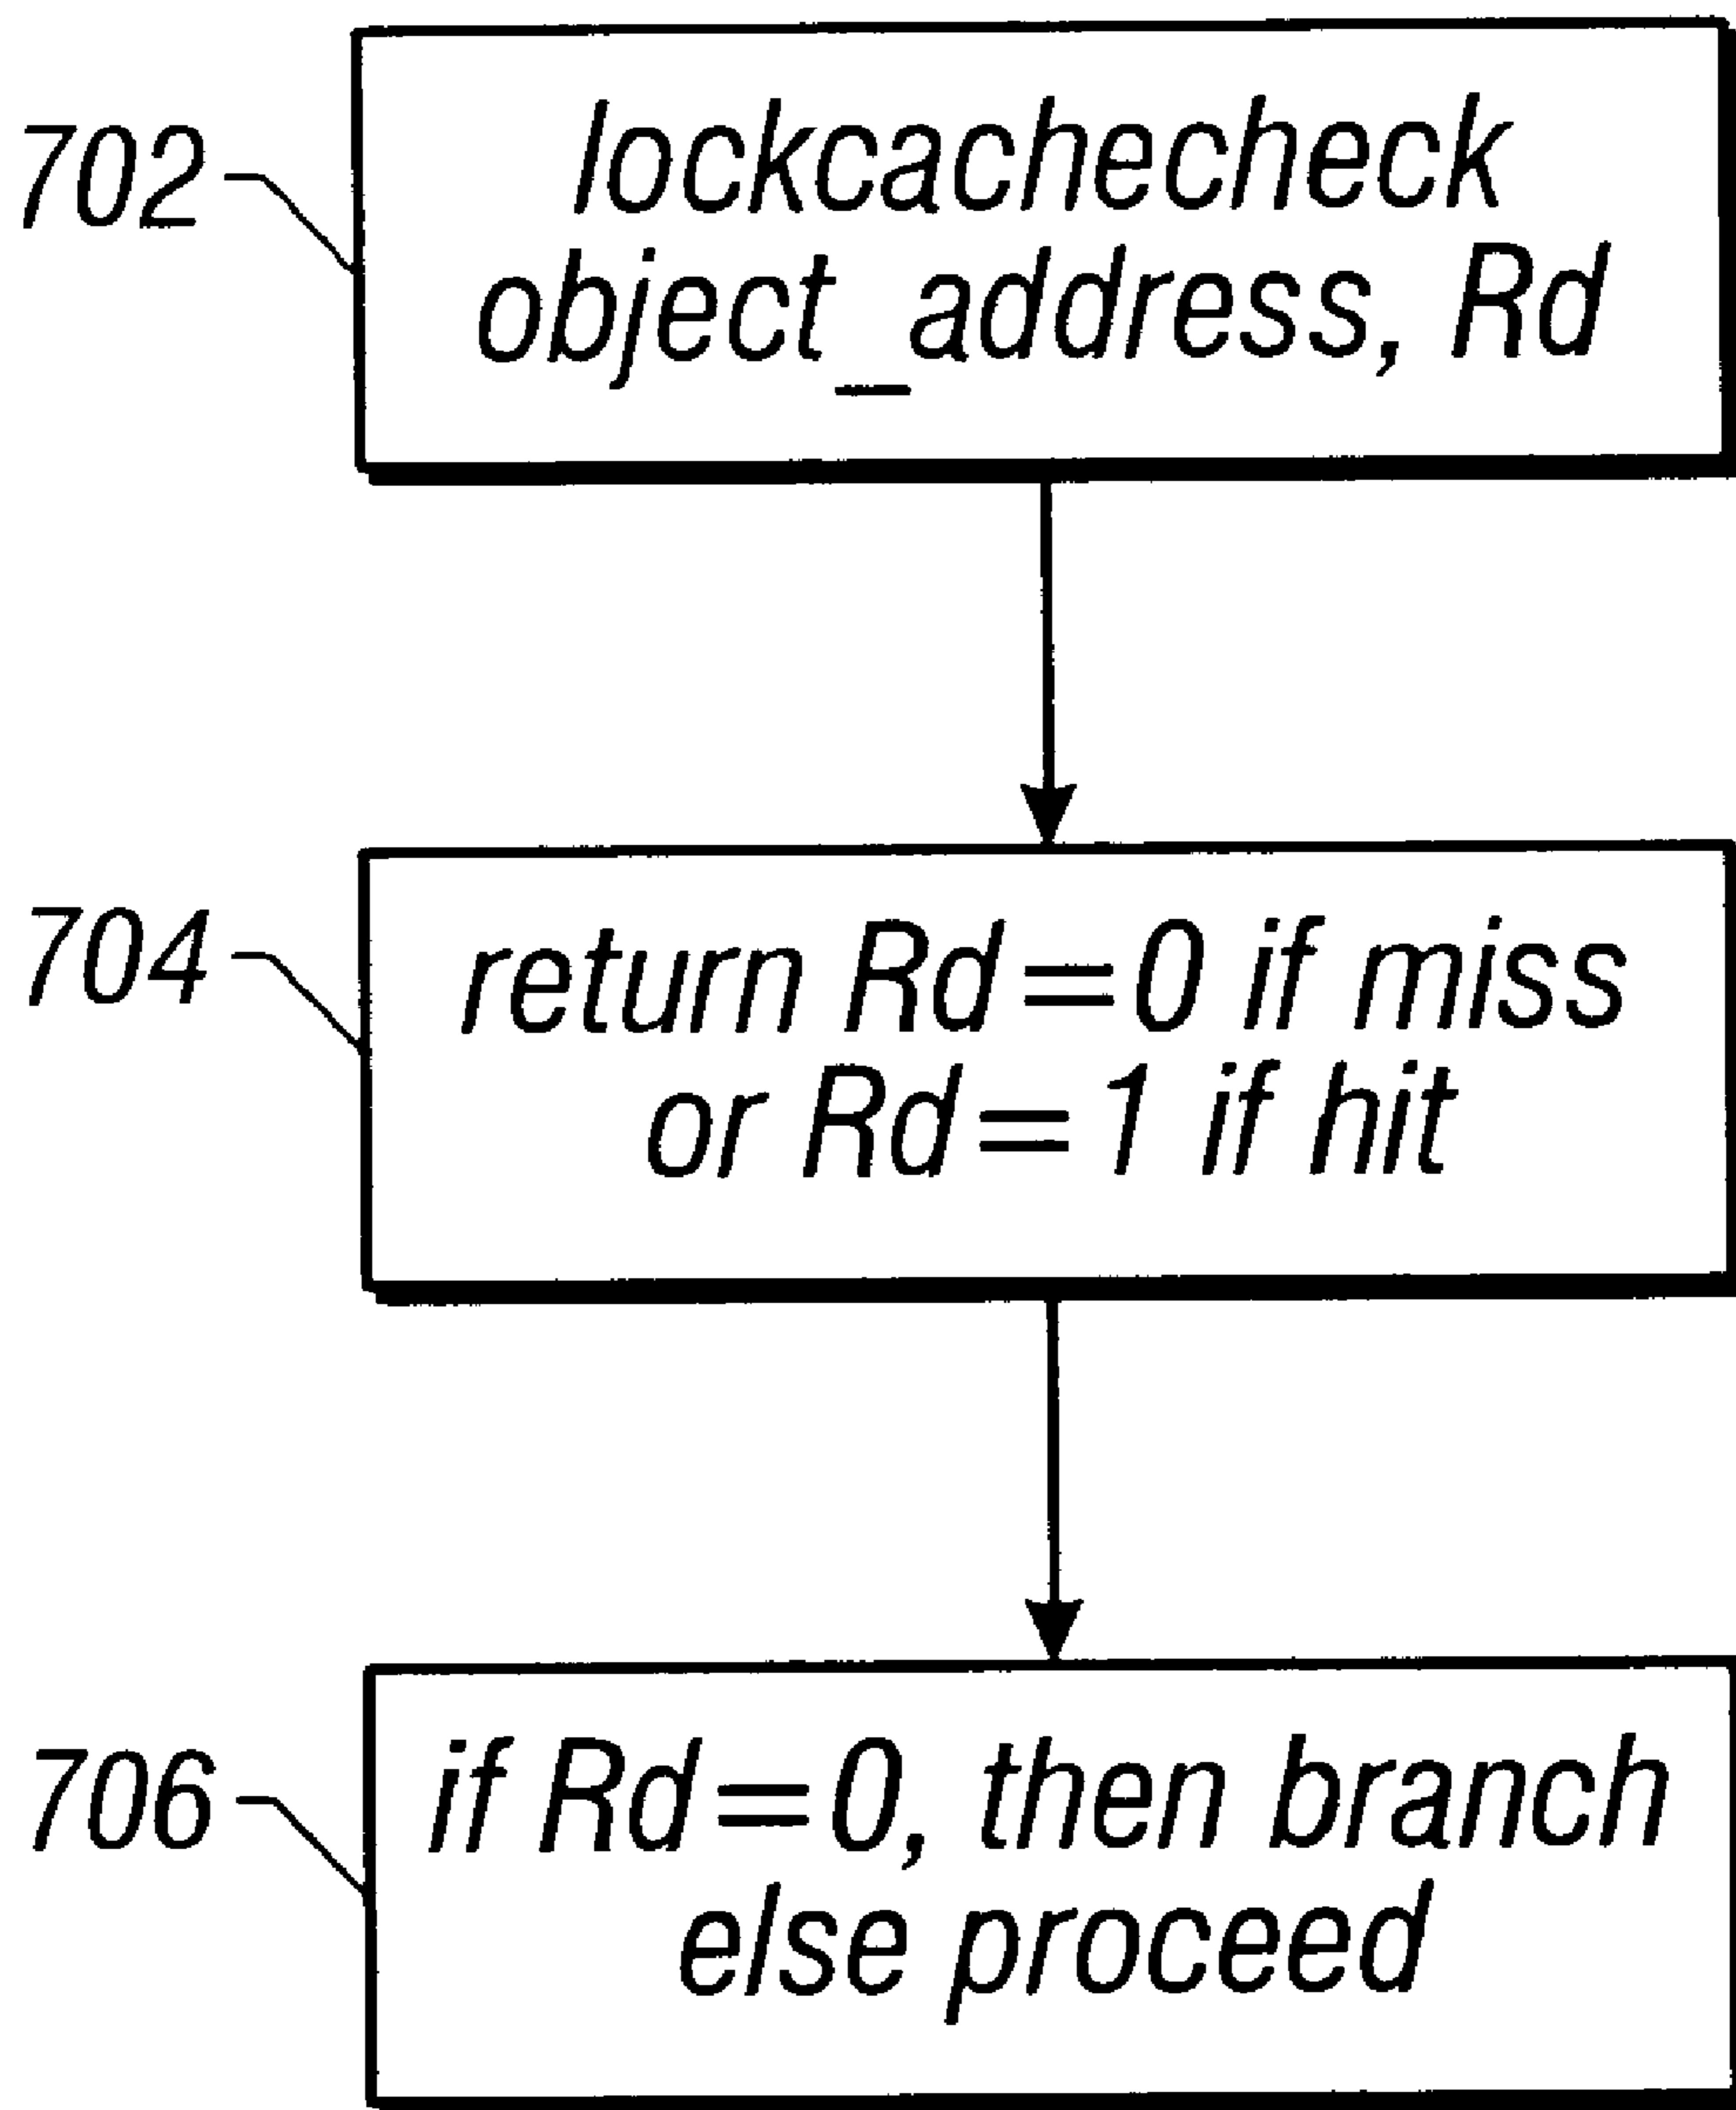 702
lockcachecheck
object_address, Rd
704
return Rd=0 if miss
or Rd=1 if hit
706
if Rd=0, then branch
else proceed